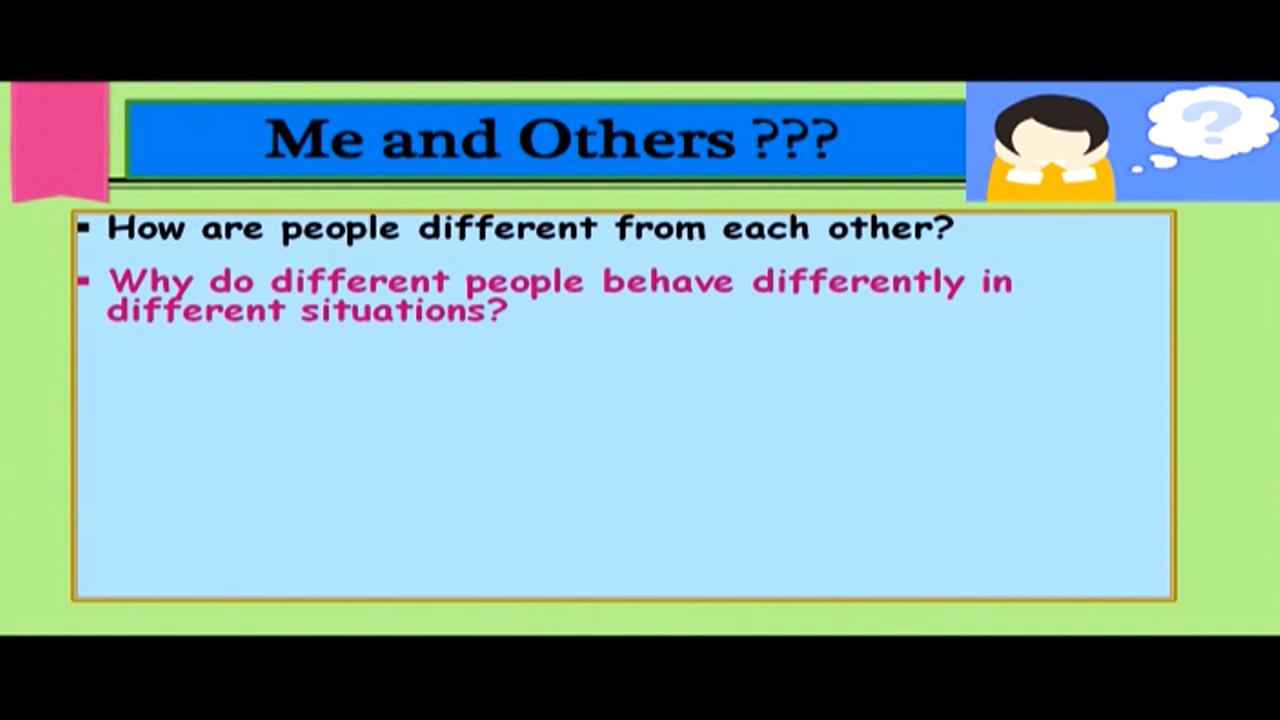 Me and Others ???
?
▪ How are people different from each other?
▪ Why do different people behave differently in
different situations?